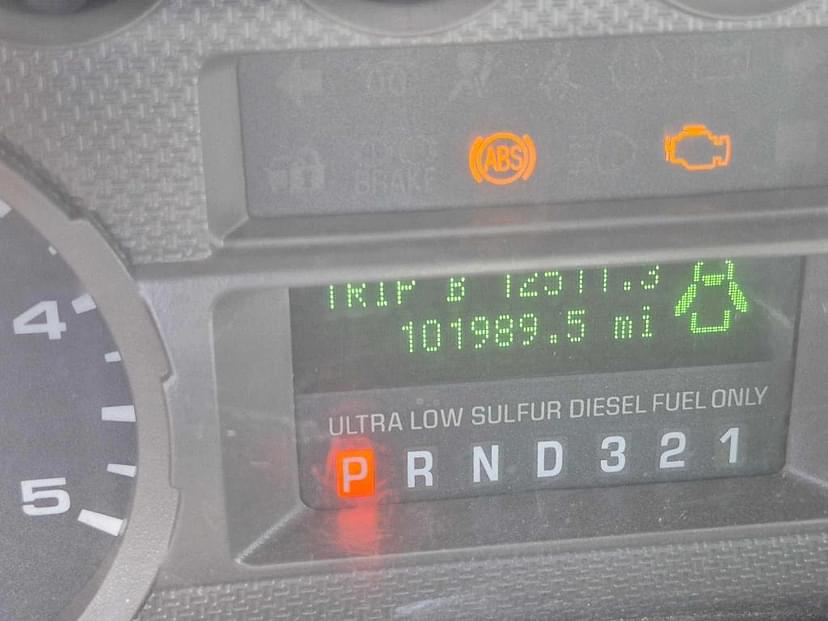 ABS
BRAKE
TRIP B 12511.3
101989.5 mi
4
5
ULTRA LOW SULFUR DIESEL FUEL ONLY
P R N D 3 2 1